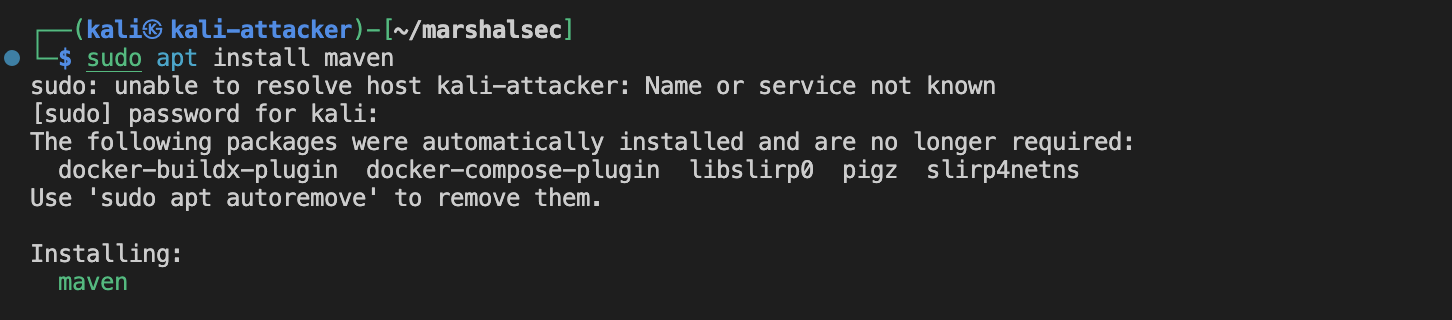 ┌──(kali㉿kali-attacker)-[~/marshalsec]
└─$ sudo apt install maven
sudo: unable to resolve host kali-attacker: Name or service not known
[sudo] password for kali:
The following packages were automatically installed and are no longer required:
  docker-buildx-plugin  docker-compose-plugin  libslirp0  pigz  slirp4netns
Use 'sudo apt autoremove' to remove them.

Installing:
  maven